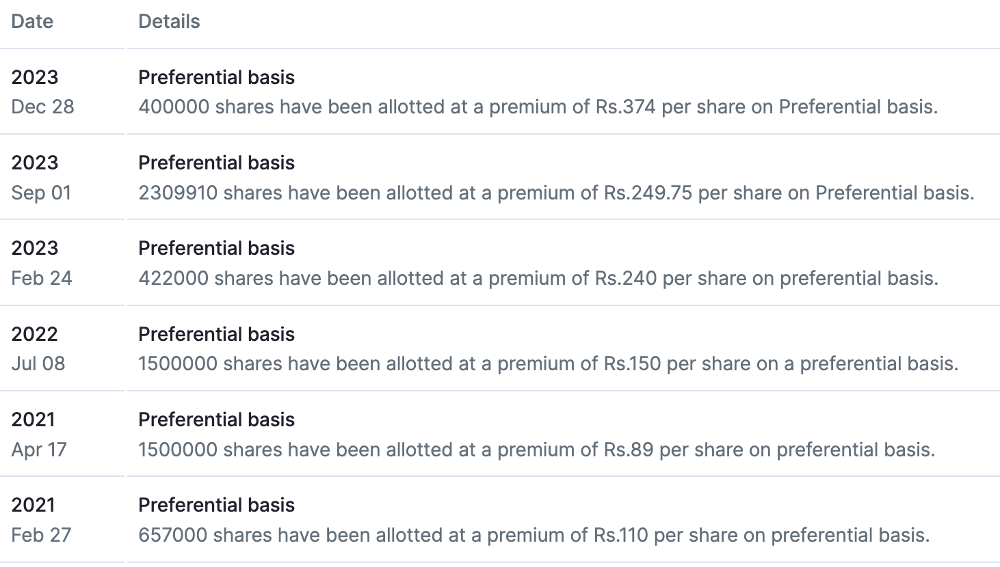 Date Details
2023 Preferential basis
Dec 28 400000 shares have been allotted at a premium of Rs.374 per share on Preferential basis.
2023 Preferential basis
Sep 01 2309910 shares have been allotted at a premium of Rs.249.75 per share on Preferential basis.
2023 Preferential basis
Feb 24 422000 shares have been allotted at a premium of Rs.240 per share on preferential basis.
2022 Preferential basis
Jul 08 1500000 shares have been allotted at a premium of Rs.150 per share on a preferential basis.
2021 Preferential basis
Apr 17 1500000 shares have been allotted at a premium of Rs.89 per share on preferential basis.
2021 Preferential basis
Feb 27 657000 shares have been allotted at a premium of Rs.110 per share on preferential basis.